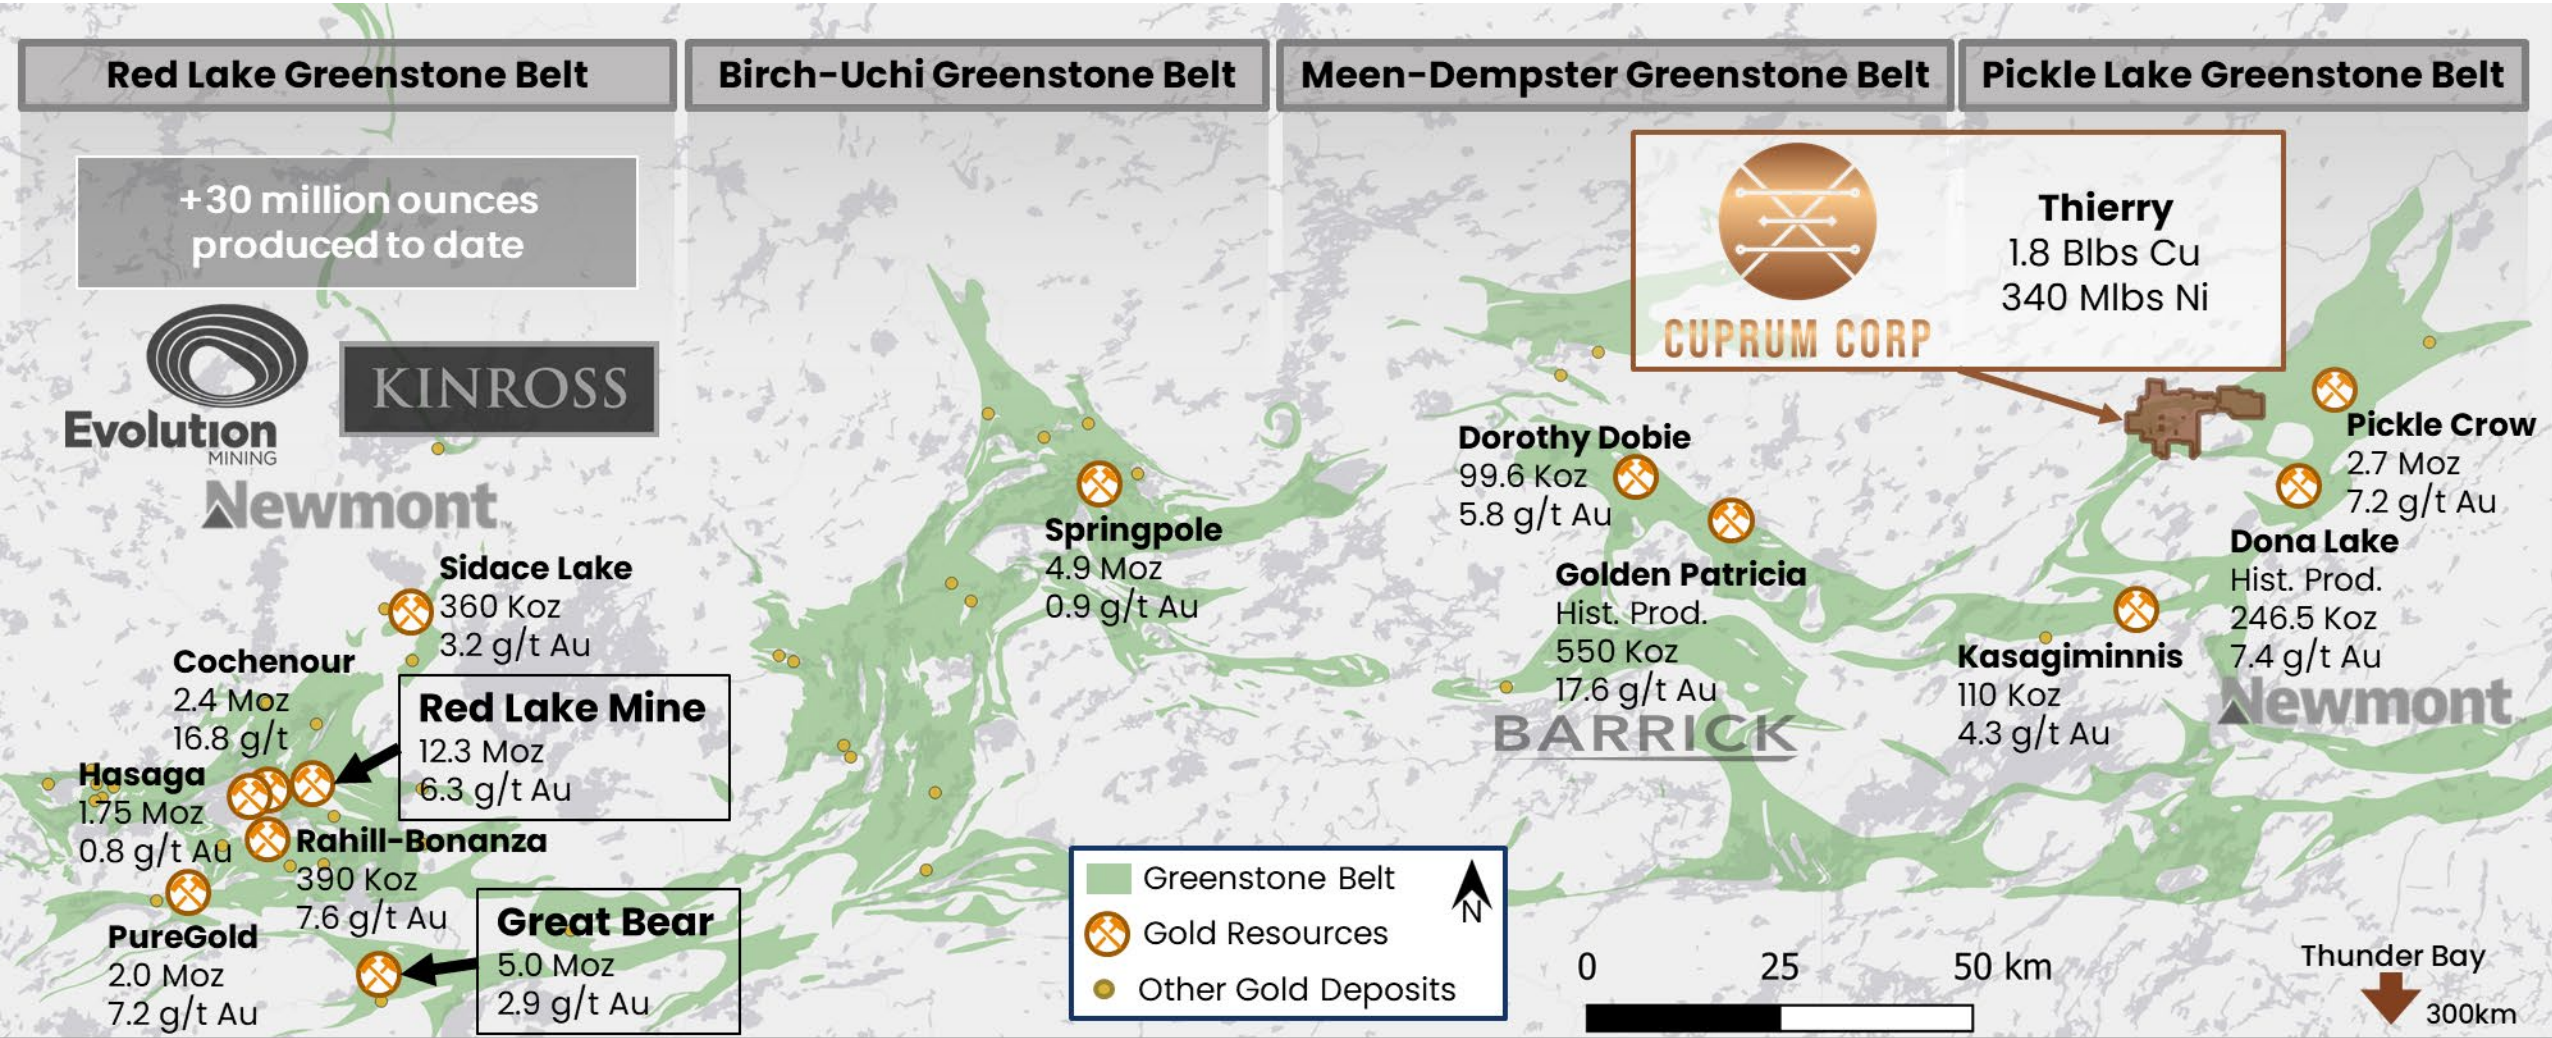 Red Lake Greenstone Belt
Birch-Uchi Greenstone Belt
Meen-Dempster Greenstone Belt
Pickle Lake Greenstone Belt
+30 million ounces
produced to date
Evolution
MINING
KINROSS
Newmont
Sidace Lake
360 Koz
3.2 g/t Au
Cochenour
2.4 Moz
16.8 g/t
Red Lake Mine
12.3 Moz
6.3 g/t Au
Hasaga
1.75 Moz
0.8 g/t Au
Rahill-Bonanza
390 Koz
7.6 g/t Au
PureGold
2.0 Moz
7.2 g/t Au
Great Bear
5.0 Moz
2.9 g/t Au
Springpole
4.9 Moz
0.9 g/t Au
CUPRUM CORP
Thierry
1.8 Blbs Cu
340 Mlbs Ni
Dorothy Dobie
99.6 Koz
5.8 g/t Au
Golden Patricia
Hist. Prod.
550 Koz
17.6 g/t Au
BARRICK
Pickle Crow
2.7 Moz
7.2 g/t Au
Dona Lake
Hist. Prod.
246.5 Koz
7.4 g/t Au
Newmont
Kasagiminnis
110 Koz
4.3 g/t Au
Greenstone Belt
Gold Resources
Other Gold Deposits
N
0 25 50 km
Thunder Bay
300km